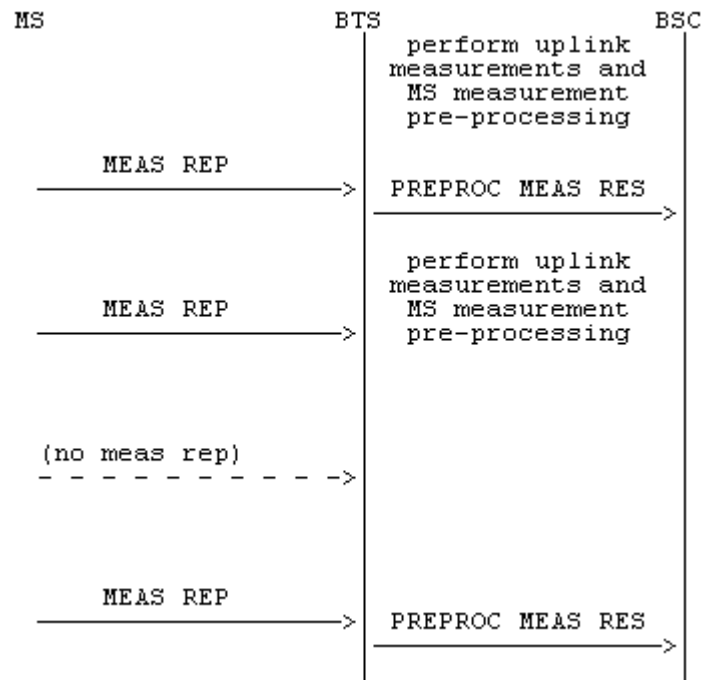 MS BTS BSC
perform uplink
measurements and
MS measurement
pre-processing
MEAS REP
PREPROC MEAS RES
perform uplink
measurements and
MS measurement
pre-processing
MEAS REP
(no meas rep)
MEAS REP
PREPROC MEAS RES